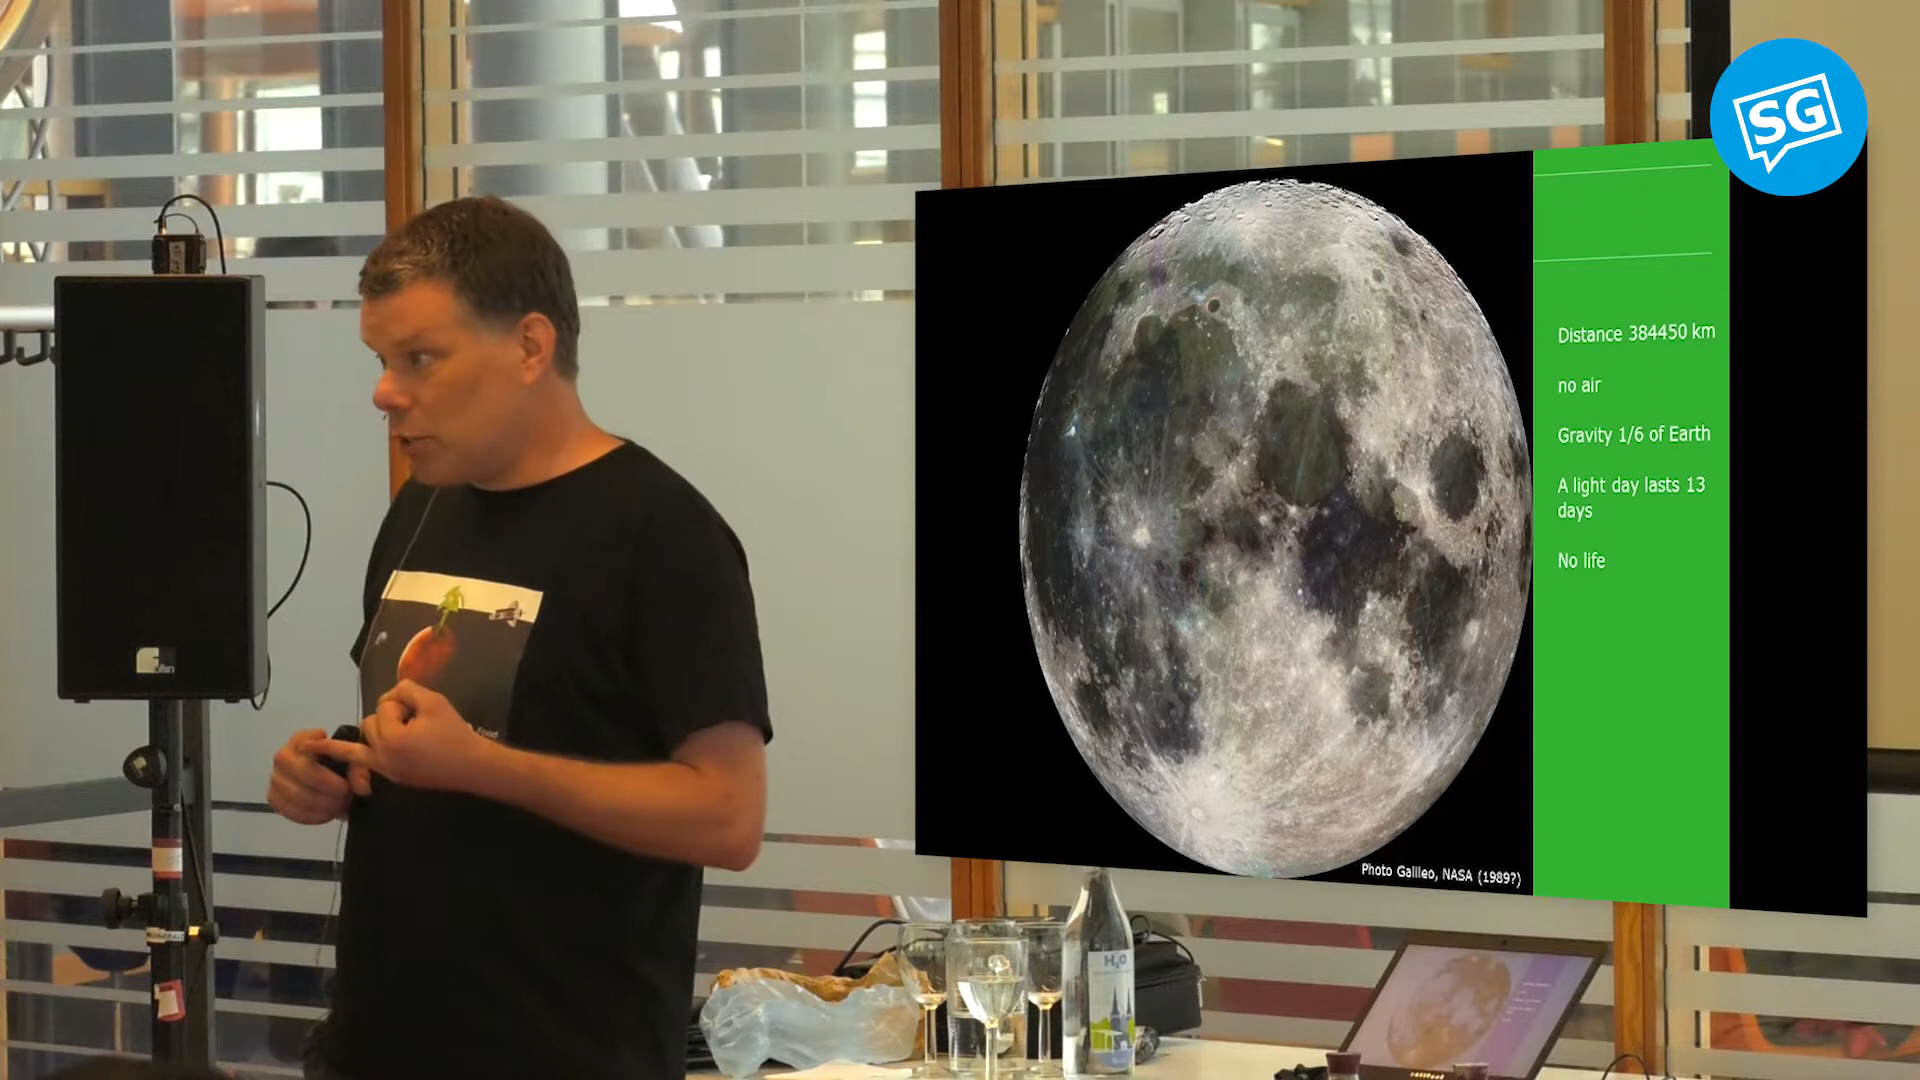 SG
Distance 384450 km
no air
Gravity 1/6 of Earth
A light day lasts 13
days
No life
Photo Galileo, NASA (1989?)
Food
H2O